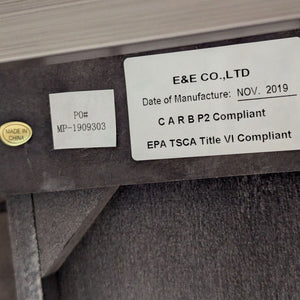 MADE IN
CHINA
PO#
MP-1909303
E&E CO.,LTD
Date of Manufacture: NOV. 2019
C A R B P2 Compliant
EPA TSCA Title VI Compliant